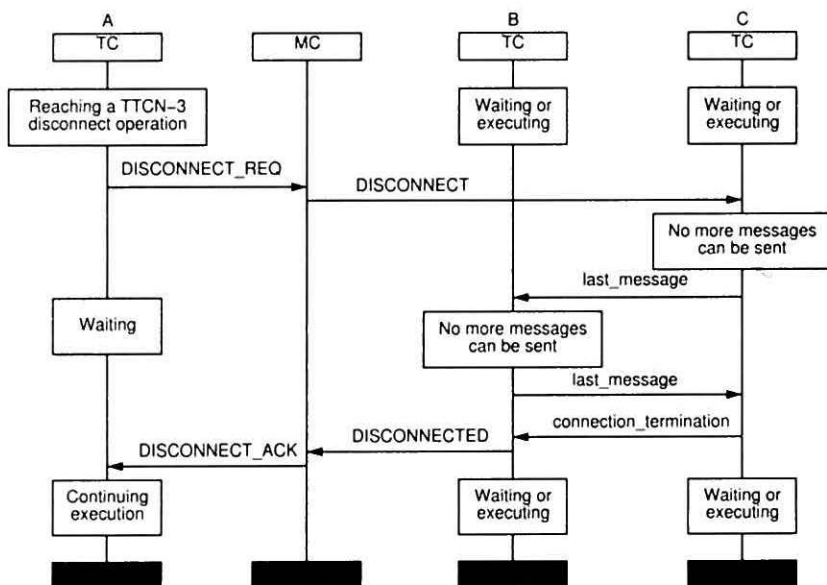 A
B
C
TC
MC
TC
TC
Reaching a TTCN-3
disconnect operation
Waiting or
executing
Waiting or
executing
DISCONNECT_REQ
DISCONNECT
No more messages
can be sent
last_message
Waiting
No more messages
can be sent
last_message
connection_termination
DISCONNECTED
DISCONNECT_ACK
Continuing
execution
Waiting or
executing
Waiting or
executing